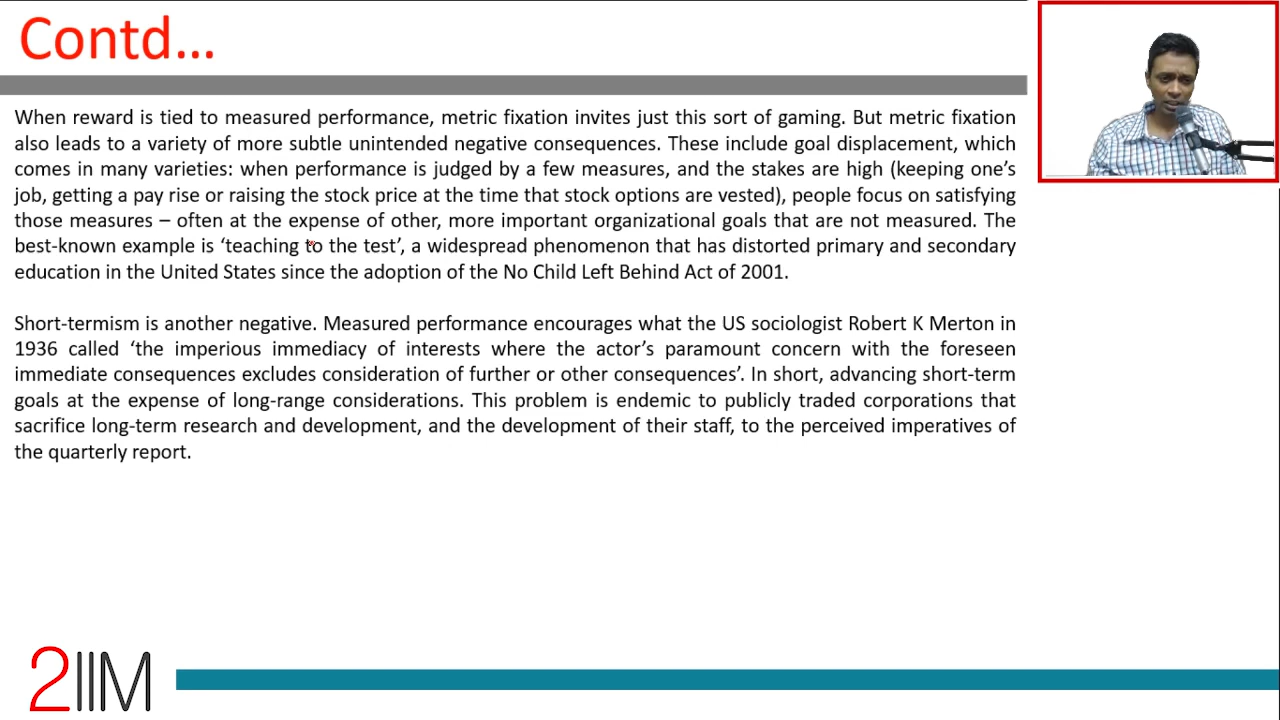 Contd...
When reward is tied to measured performance, metric fixation invites just this sort of gaming. But metric fixation
also leads to a variety of more subtle unintended negative consequences. These include goal displacement, which
comes in many varieties: when performance is judged by a few measures, and the stakes are high (keeping one’s
job, getting a pay rise or raising the stock price at the time that stock options are vested), people focus on satisfying
those measures – often at the expense of other, more important organizational goals that are not measured. The
best-known example is ‘teaching to the test’, a widespread phenomenon that has distorted primary and secondary
education in the United States since the adoption of the No Child Left Behind Act of 2001.
Short-termism is another negative. Measured performance encourages what the US sociologist Robert K Merton in
1936 called ‘the imperious immediacy of interests where the actor’s paramount concern with the foreseen
immediate consequences excludes consideration of further or other consequences’. In short, advancing short-term
goals at the expense of long-range considerations. This problem is endemic to publicly traded corporations that
sacrifice long-term research and development, and the development of their staff, to the perceived imperatives of
the quarterly report.
2IIM